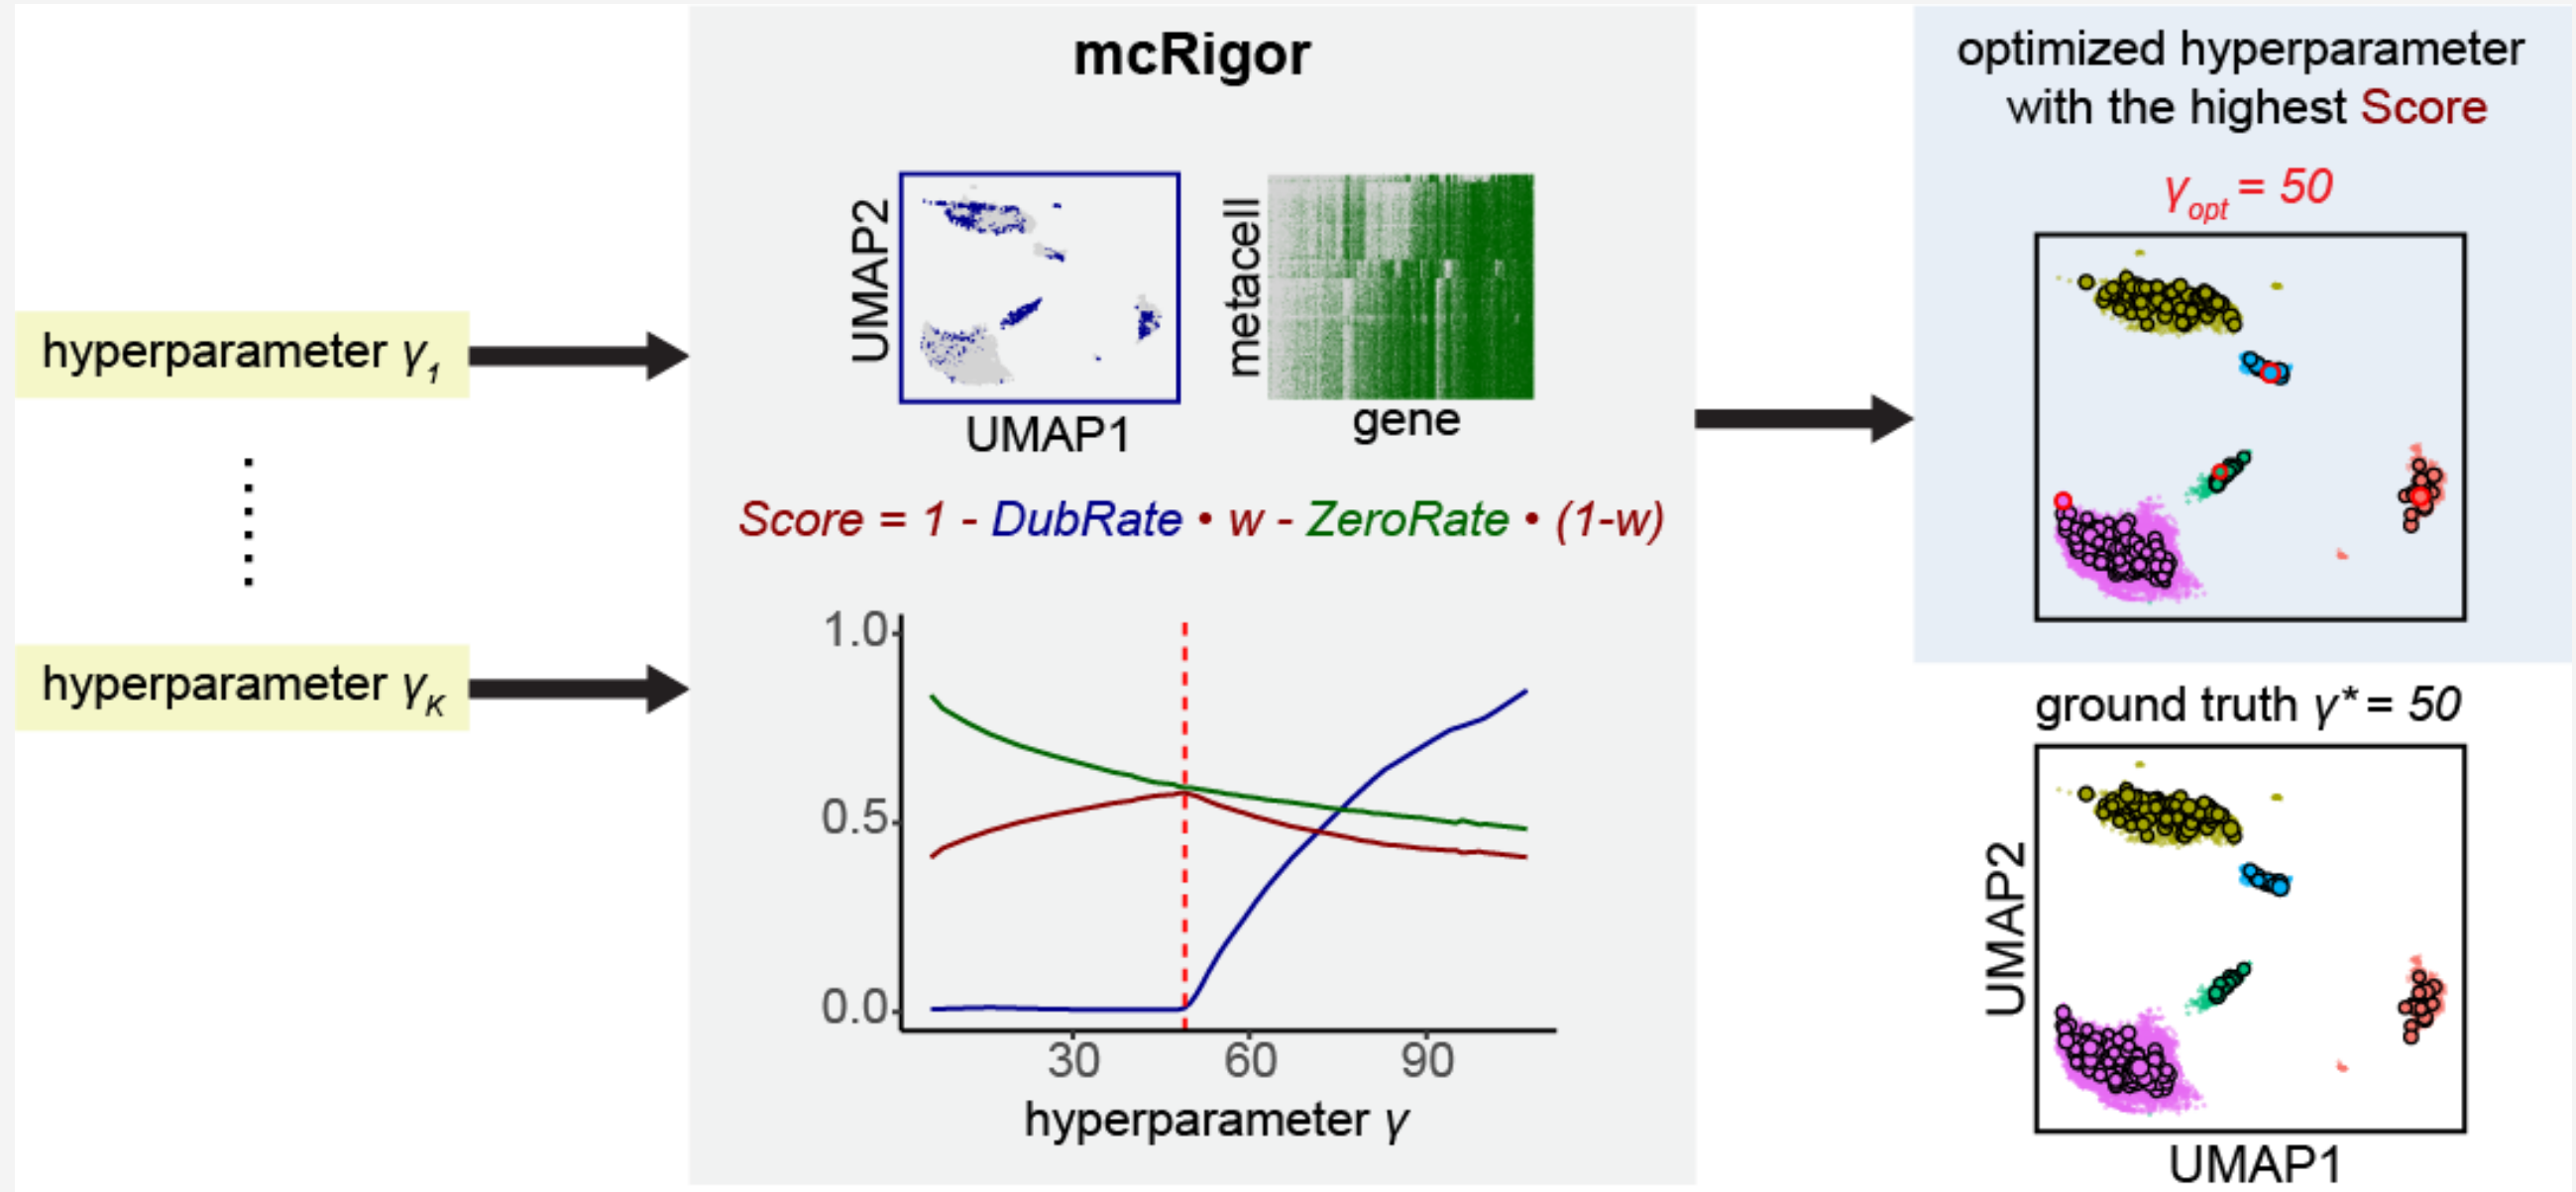 hyperparameter γ1
hyperparameter γK
mcRigor
UMAP2
UMAP1
metacell
gene
Score = 1 - DubRate • w - ZeroRate • (1-w)
1.0
0.5
0.0
30 60 90
hyperparameter γ
optimized hyperparameter
with the highest Score
γopt = 50
ground truth γ* = 50
UMAP2
UMAP1